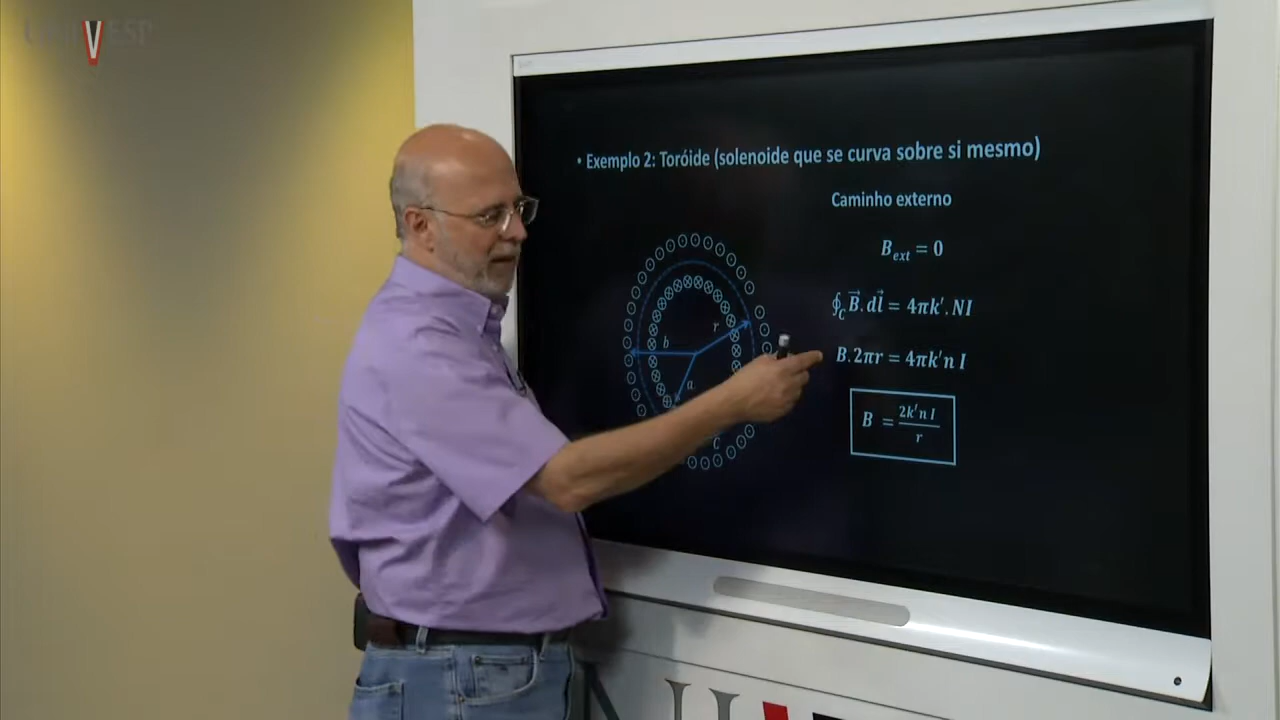 UNIVESP
• Exemplo 2: Toróide (solenoide que se curva sobre si mesmo)
Caminho externo
B_ext = 0
∮_C B⃗.dl⃗ = 4πk'.NI
B.2πr = 4πk'n I
B = 2k'n I / r
r
b
a
C